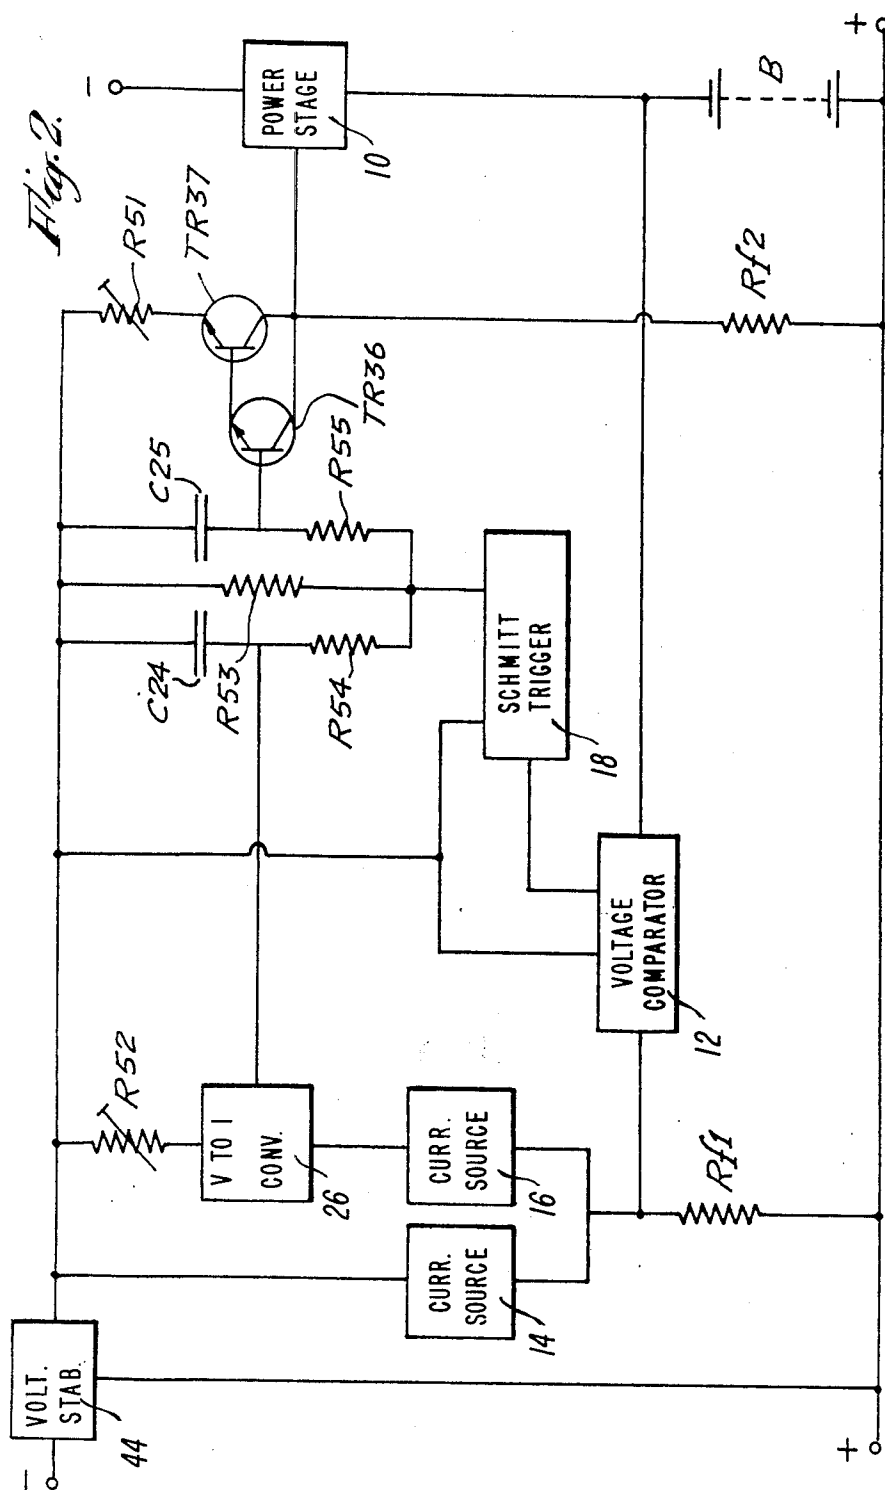 Fig. 2.
−
VOLT.
STAB.
44
R52
V TO I
CONV.
26
CURR.
SOURCE
14
CURR.
SOURCE
16
Rf1
VOLTAGE
COMPARATOR
12
SCHMITT
TRIGGER
18
C24
R53
R54
C25
R55
TR36
TR37
R51
−
POWER
STAGE
10
Rf2
B
+
+